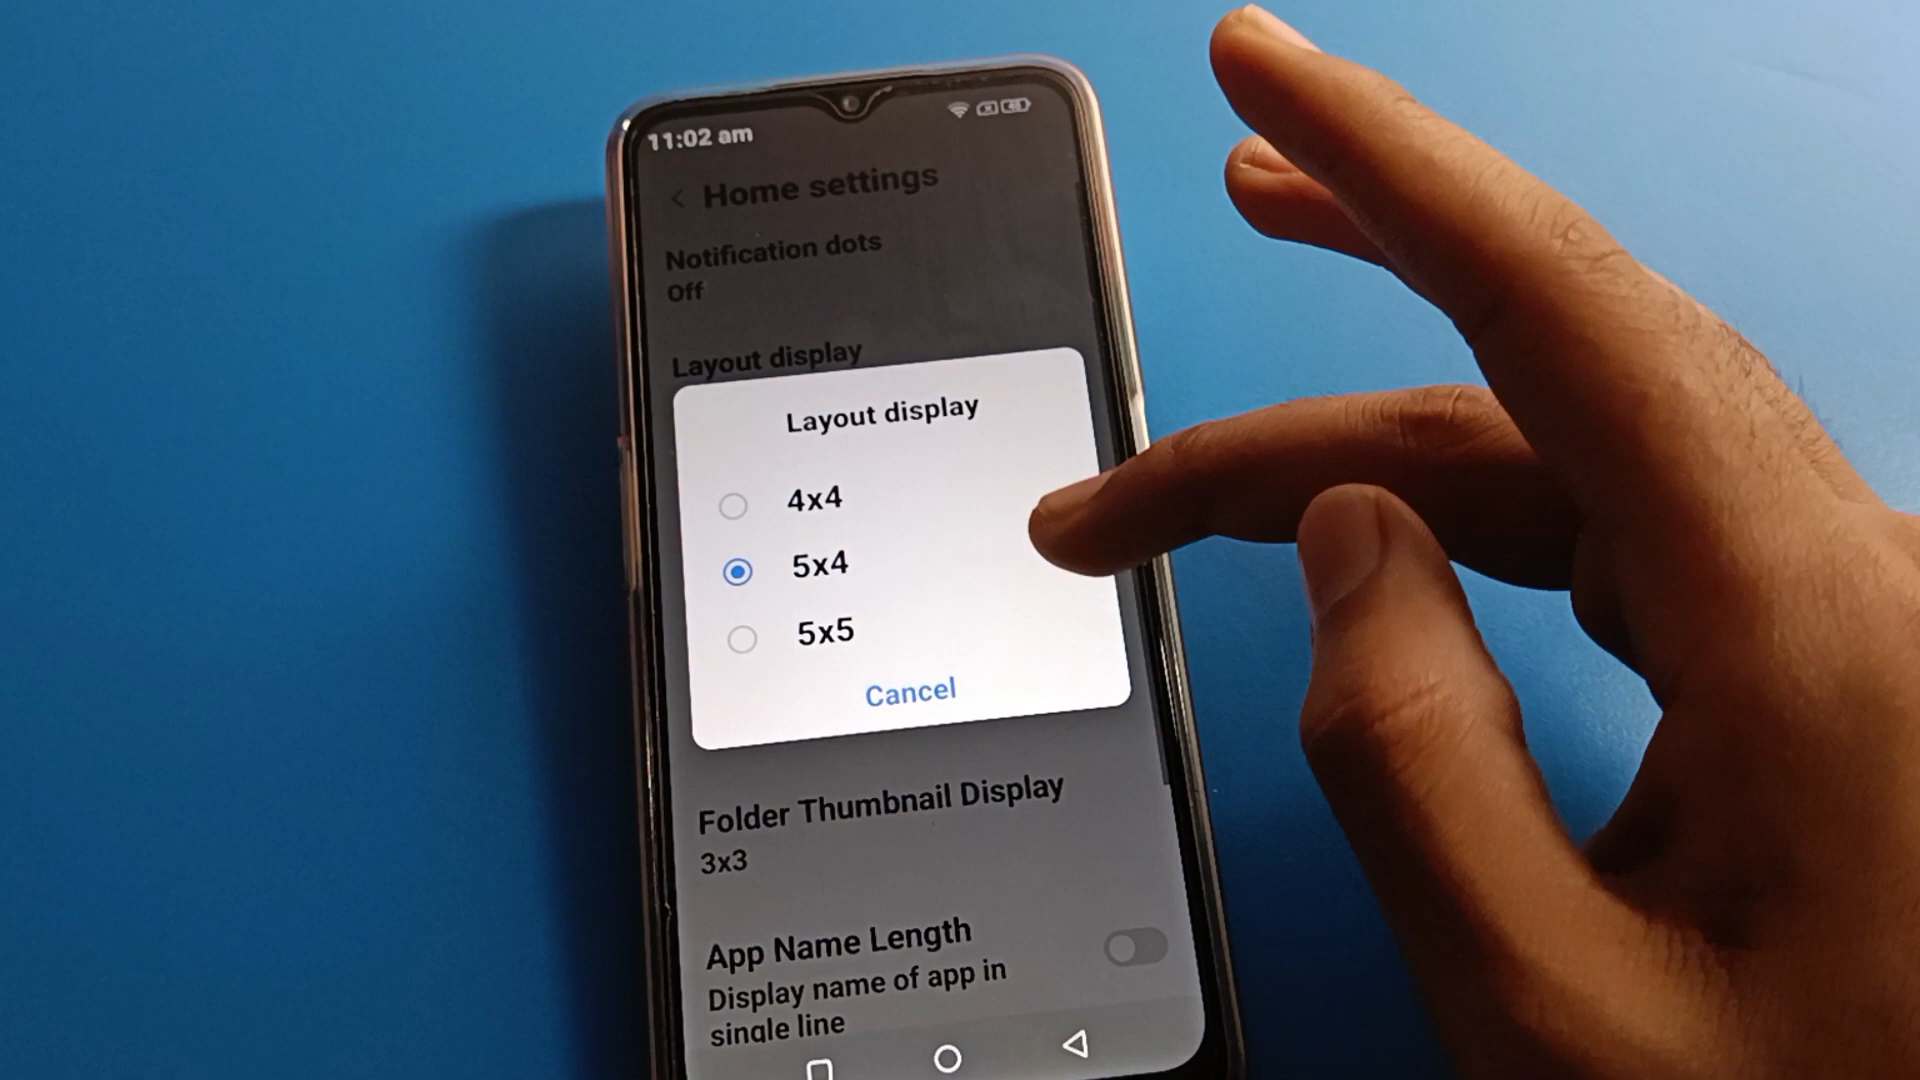 11:02 am
Home settings
Notification dots
Off
Layout display
Layout display
4x4
5x4
5x5
Cancel
Folder Thumbnail Display
3x3
App Name Length
Display name of app in
single line